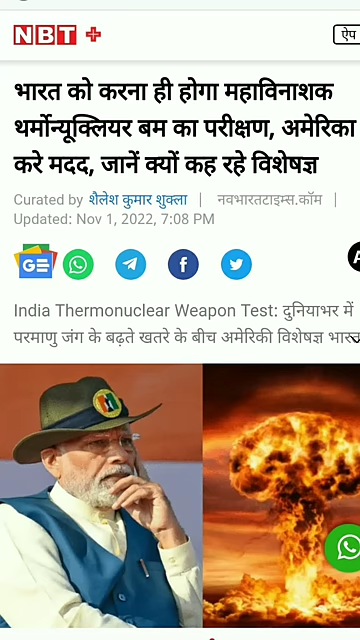 NBT
ऐप
भारत को करना ही होगा महाविनाशक
थर्मोन्यूक्लियर बम का परीक्षण, अमेरिका
करे मदद, जानें क्यों कह रहे विशेषज्ञ
Curated by शैलेश कुमार शुक्ला | नवभारतटाइम्स.कॉम |
Updated: Nov 1, 2022, 7:08 PM
GE
India Thermonuclear Weapon Test: दुनियाभर में
परमाणु जंग के बढ़ते खतरे के बीच अमेरिकी विशेषज्ञ